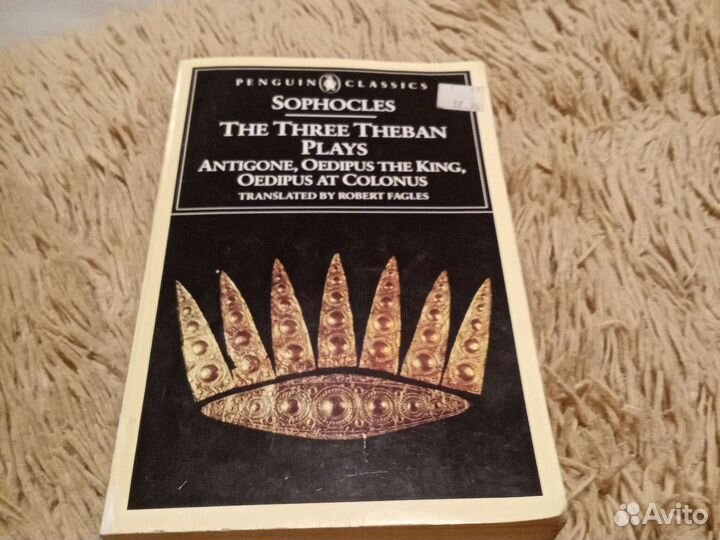 PENGUIN CLASSICS
SOPHOCLES
THE THREE THEBAN
PLAYS
ANTIGONE, OEDIPUS THE KING,
OEDIPUS AT COLONUS
TRANSLATED BY ROBERT FAGLES
Avito